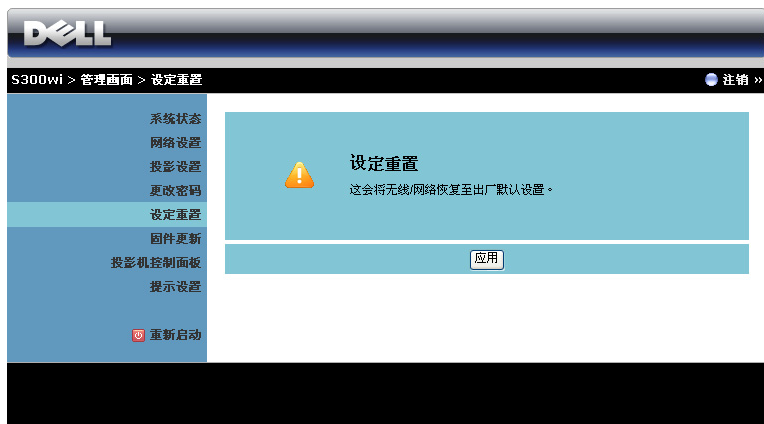 DELL
S300wi > 管理画面 > 设定重置
注销 »
系统状态
网络设置
投影设置
更改密码
设定重置
固件更新
投影机控制面板
提示设置
重新启动
设定重置
这会将无线/网络恢复至出厂默认设置。
应用